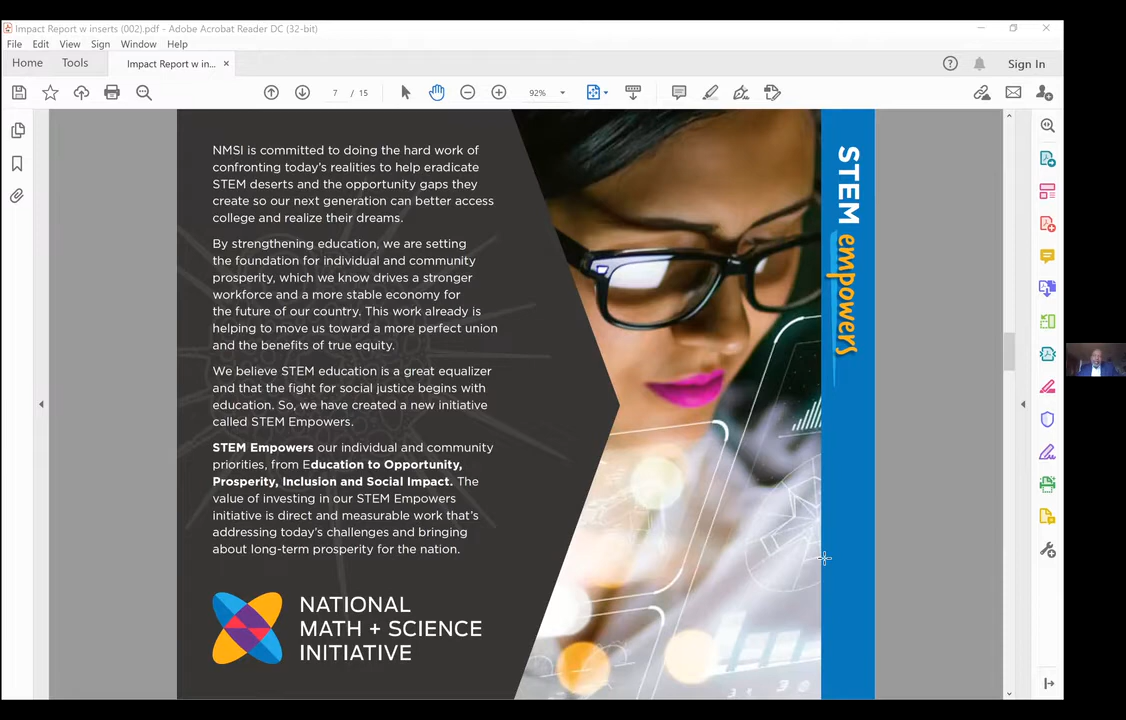 Impact Report w inserts (002).pdf - Adobe Acrobat Reader DC (32-bit)
File Edit View Sign Window Help
Home Tools Impact Report w in... × Sign In
7 / 15 92%
NMSI is committed to doing the hard work of
confronting today's realities to help eradicate
STEM deserts and the opportunity gaps they
create so our next generation can better access
college and realize their dreams.
By strengthening education, we are setting
the foundation for individual and community
prosperity, which we know drives a stronger
workforce and a more stable economy for
the future of our country. This work already is
helping to move us toward a more perfect union
and the benefits of true equity.
We believe STEM education is a great equalizer
and that the fight for social justice begins with
education. So, we have created a new initiative
called STEM Empowers.
STEM Empowers our individual and community
priorities, from Education to Opportunity,
Prosperity, Inclusion and Social Impact. The
value of investing in our STEM Empowers
initiative is direct and measurable work that's
addressing today's challenges and bringing
about long-term prosperity for the nation.
NATIONAL
MATH + SCIENCE
INITIATIVE
STEM empowers